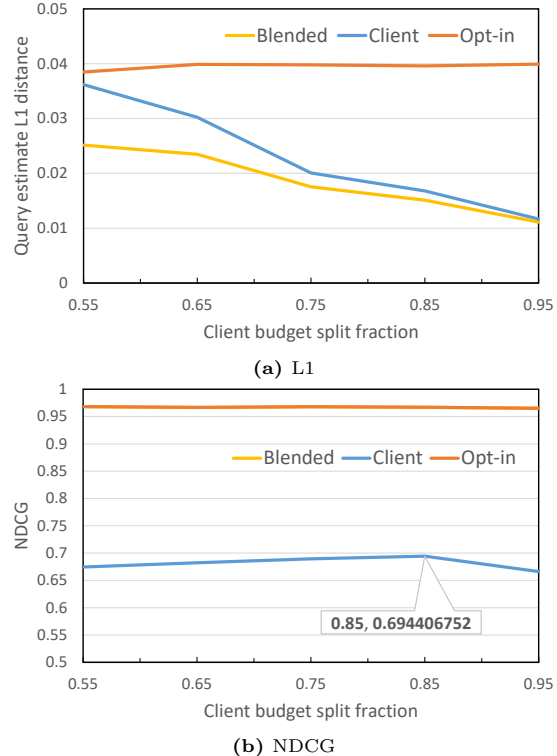 0.05
Blended Client Opt-in
0.04
0.03
0.02
0.01
0
Query estimate L1 distance
0.55 0.65 0.75 0.85 0.95
Client budget split fraction
(a) L1
1
0.95
0.9
Blended Client Opt-in
0.85
0.8
0.75
0.7
0.65
0.6
0.85, 0.694406752
0.55
0.5
NDCG
0.55 0.65 0.75 0.85 0.95
Client budget split fraction
(b) NDCG